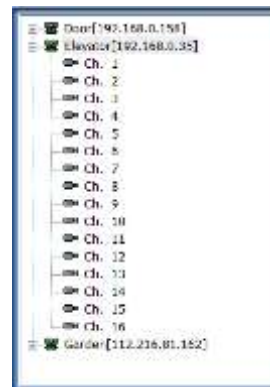 Door[192.168.0.158]
Elevator[192.168.0.35]
Ch. 1
Ch. 2
Ch. 3
Ch. 4
Ch. 5
Ch. 6
Ch. 7
Ch. 8
Ch. 9
Ch. 10
Ch. 11
Ch. 12
Ch. 13
Ch. 14
Ch. 15
Ch. 16
Garden[112.216.81.162]